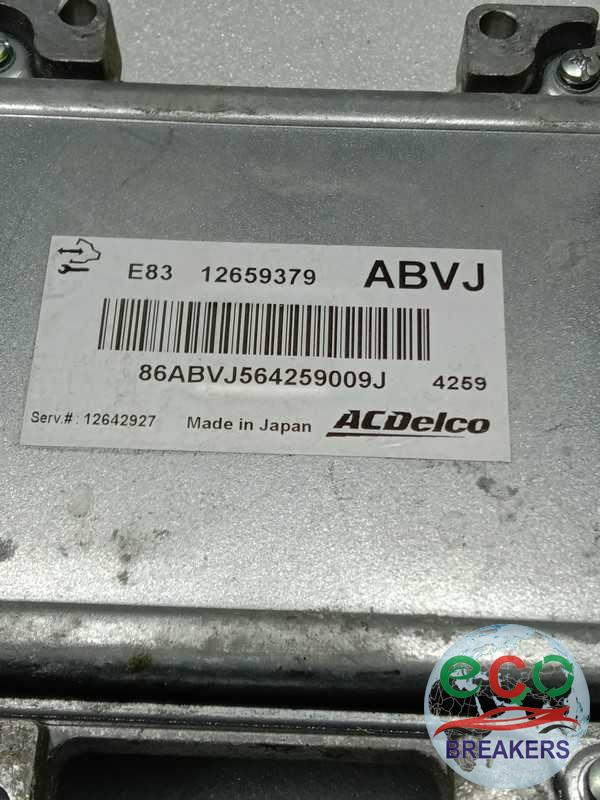 E83 12659379 ABVJ
86ABVJ564259009J 4259
Serv.#: 12642927 Made in Japan ACDelco
eco
BREAKERS